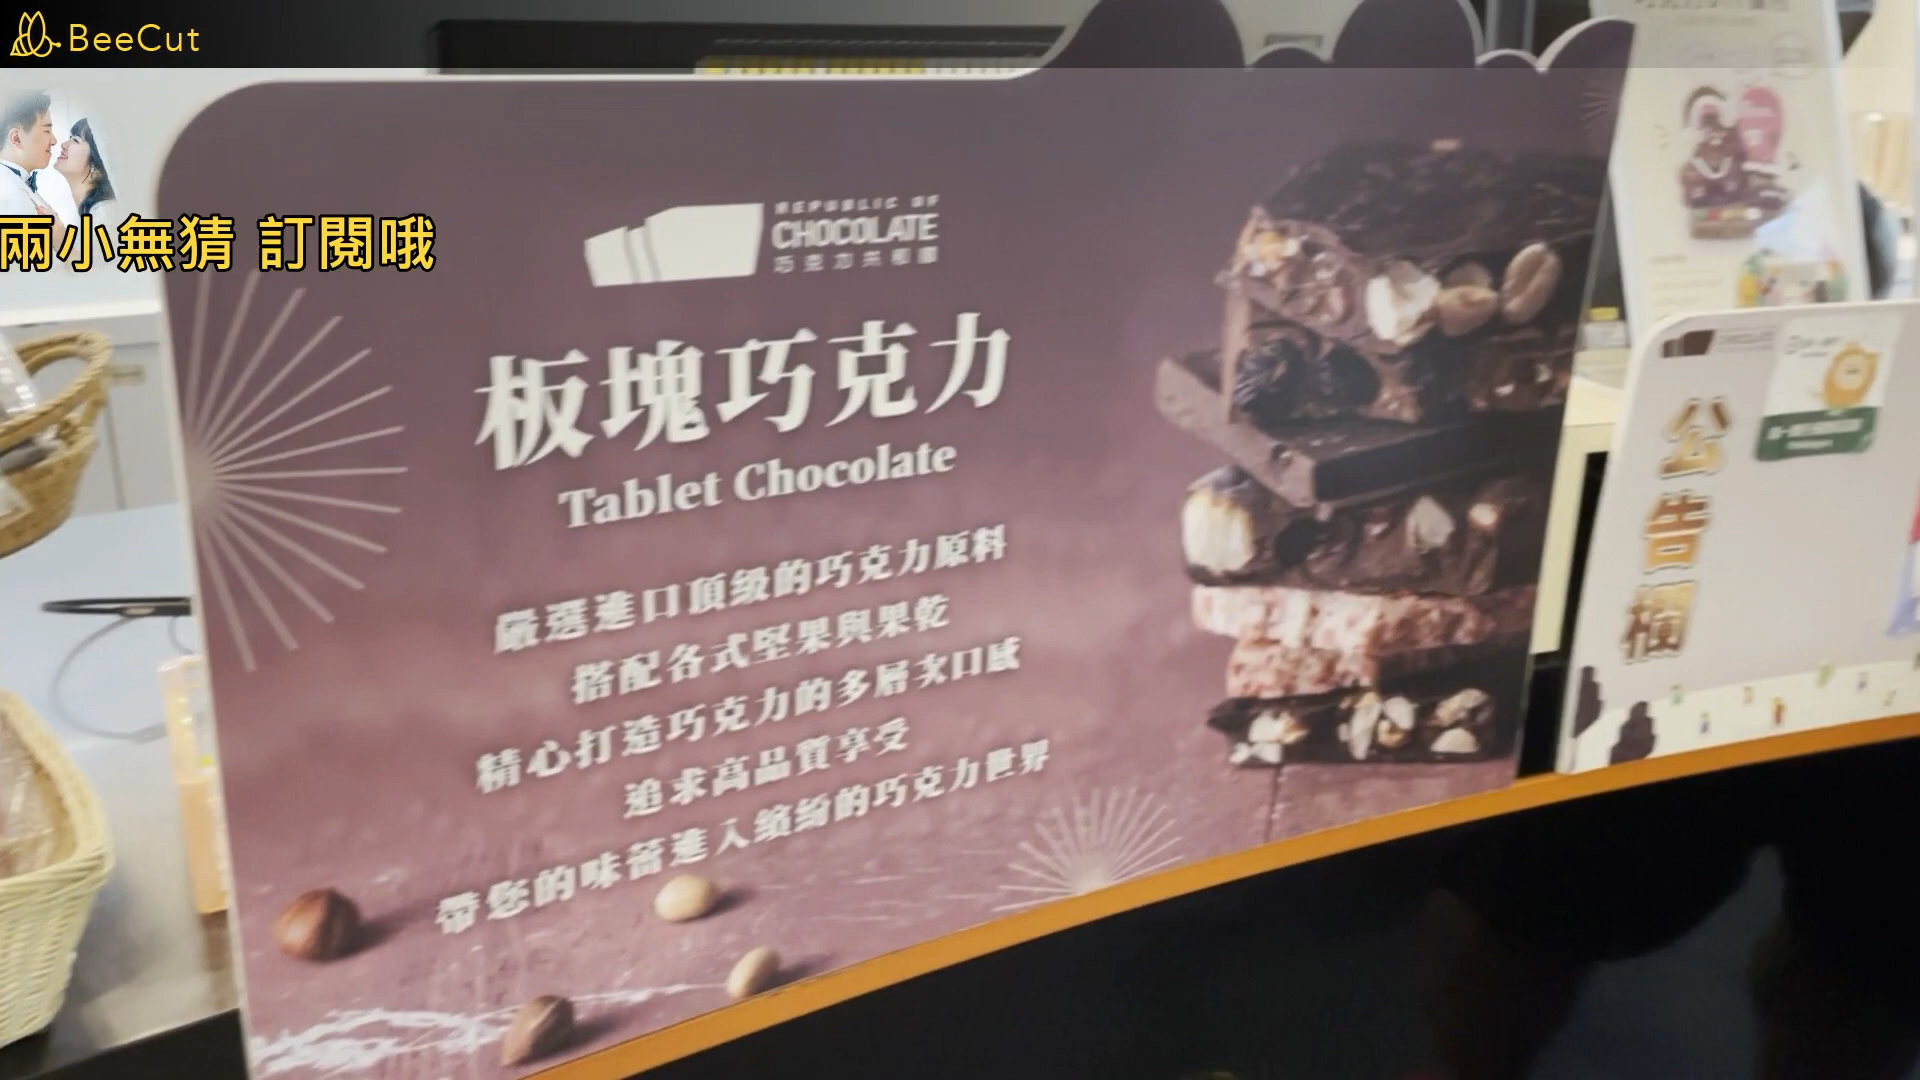 BeeCut
兩小無猜 訂閱哦
REPUBLIC OF
CHOCOLATE
巧克力共和國
板塊巧克力
Tablet Chocolate
嚴選進口頂級的巧克力原料
搭配各式堅果與果乾
精心打造巧克力的多層次口感
追求高品質享受
帶您的味蕾進入繽紛的巧克力世界
公告欄